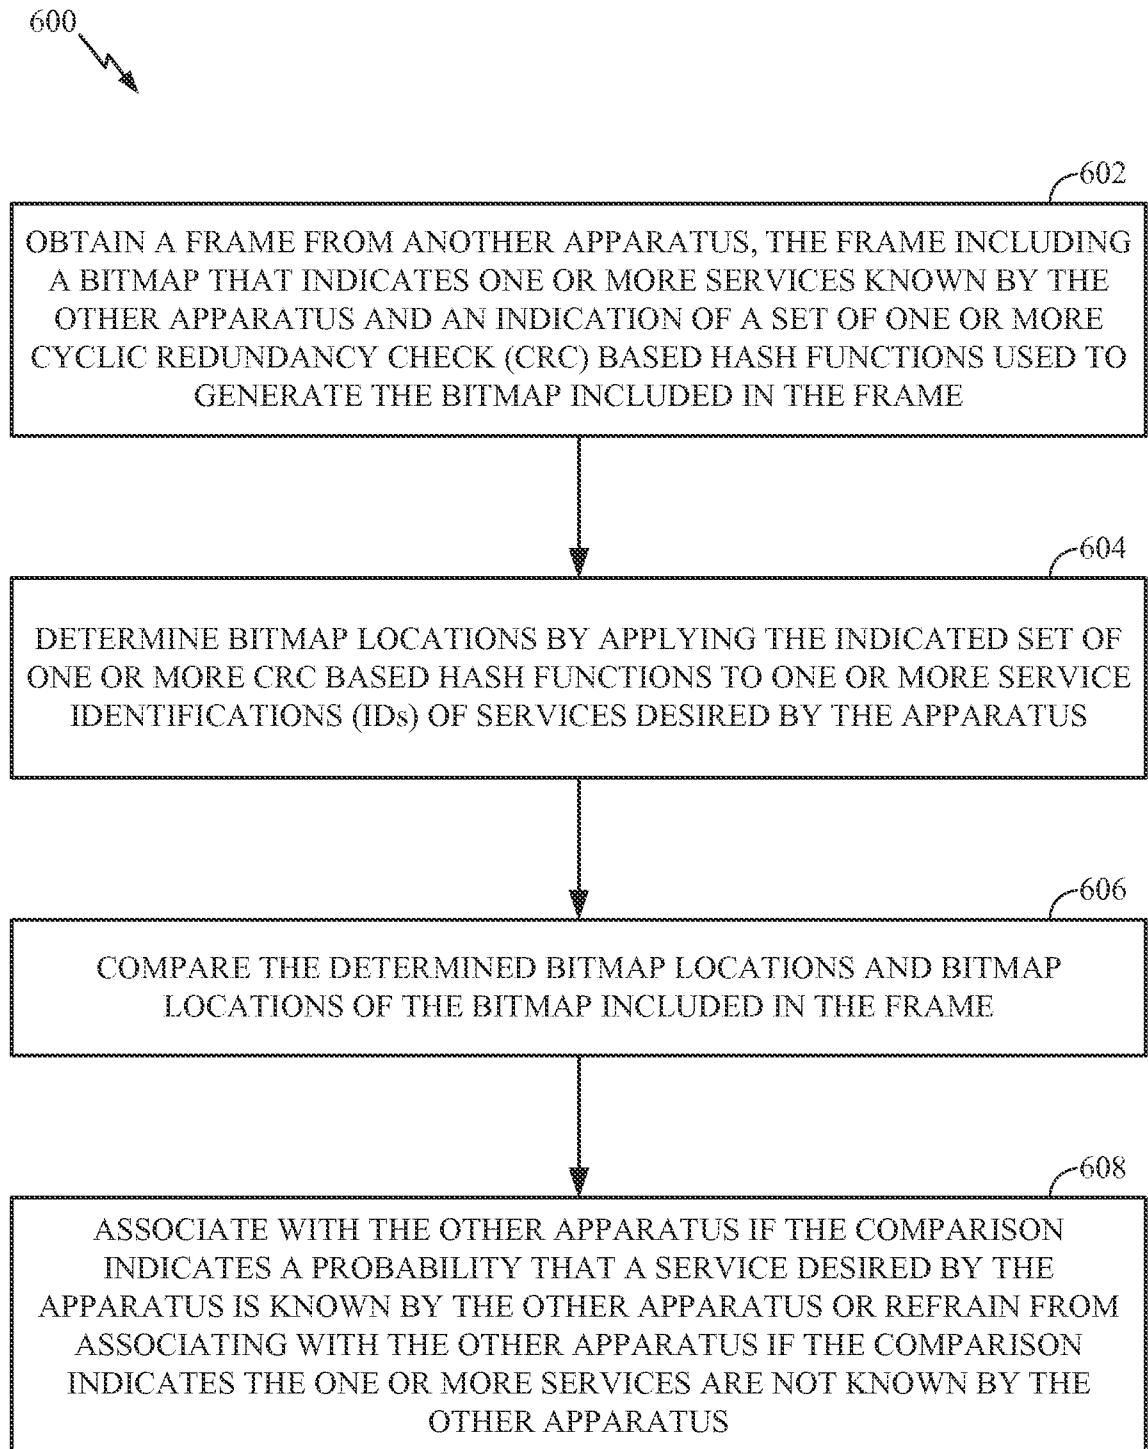 600
602
OBTAIN A FRAME FROM ANOTHER APPARATUS, THE FRAME INCLUDING
A BITMAP THAT INDICATES ONE OR MORE SERVICES KNOWN BY THE
OTHER APPARATUS AND AN INDICATION OF A SET OF ONE OR MORE
CYCLIC REDUNDANCY CHECK (CRC) BASED HASH FUNCTIONS USED TO
GENERATE THE BITMAP INCLUDED IN THE FRAME
604
DETERMINE BITMAP LOCATIONS BY APPLYING THE INDICATED SET OF
ONE OR MORE CRC BASED HASH FUNCTIONS TO ONE OR MORE SERVICE
IDENTIFICATIONS (IDs) OF SERVICES DESIRED BY THE APPARATUS
606
COMPARE THE DETERMINED BITMAP LOCATIONS AND BITMAP
LOCATIONS OF THE BITMAP INCLUDED IN THE FRAME
608
ASSOCIATE WITH THE OTHER APPARATUS IF THE COMPARISON
INDICATES A PROBABILITY THAT A SERVICE DESIRED BY THE
APPARATUS IS KNOWN BY THE OTHER APPARATUS OR REFRAIN FROM
ASSOCIATING WITH THE OTHER APPARATUS IF THE COMPARISON
INDICATES THE ONE OR MORE SERVICES ARE NOT KNOWN BY THE
OTHER APPARATUS